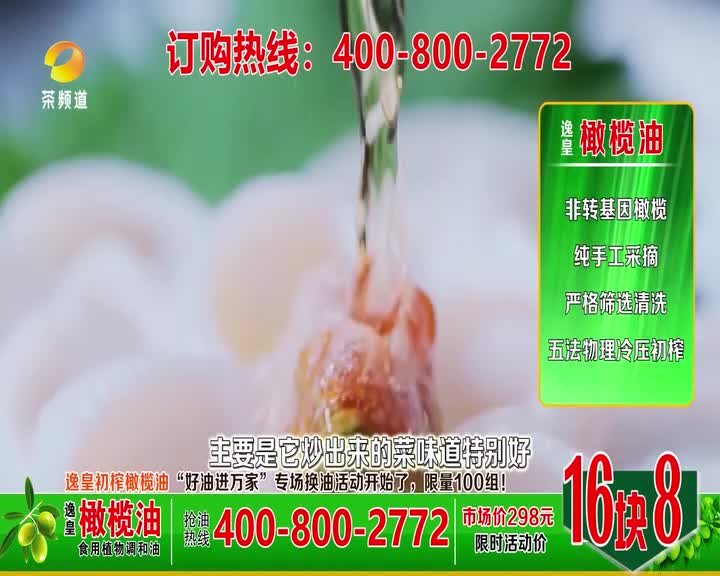 订购热线：400-800-2772
茶频道
逸皇 橄榄油
非转基因橄榄
纯手工采摘
严格筛选清洗
五法物理冷压初榨
主要是它炒出来的菜味道特别好
逸皇初榨橄榄油“好油进万家”专场换油活动开始了，限量100组！
逸皇 橄榄油
食用植物调和油
抢油热线 400-800-2772
市场价298元
限时活动价
16块8